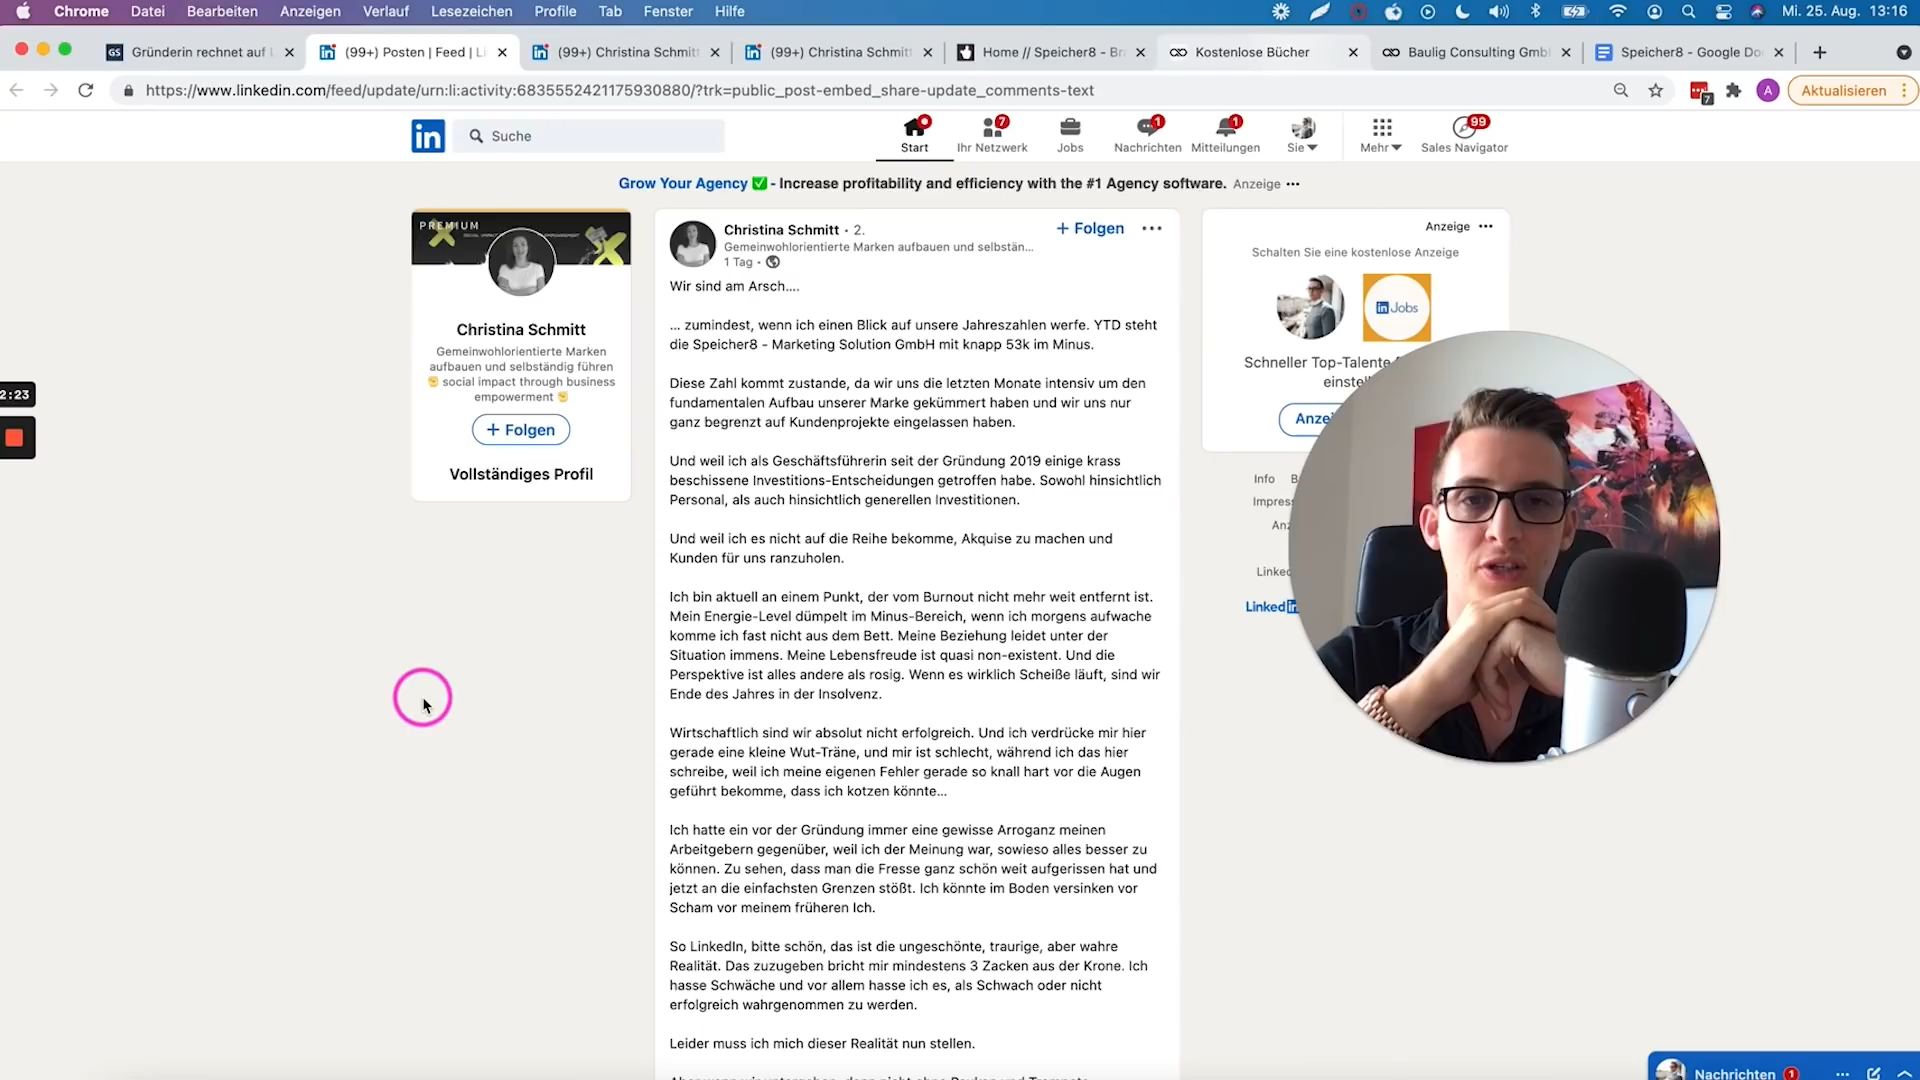 Chrome Datei Bearbeiten Anzeigen Verlauf Lesezeichen Profile Tab Fenster Hilfe Mi. 25. Aug. 13:16
GS Gründerin rechnet auf (99+) Posten | Feed | Li (99+) Christina Schmitt (99+) Christina Schmitt Home // Speicher8 - Br Kostenlose Bücher Baulig Consulting GmbH Speicher8 - Google Do
https://www.linkedin.com/feed/update/urn:li:activity:6835552421175930880/?trk=public_post-embed_share-update_comments-text 7 A Aktualisieren
in Suche Start 7 Ihr Netzwerk Jobs 1 Nachrichten 1 Mitteilungen Sie Mehr 99 Sales Navigator
Grow Your Agency ✅ - Increase profitability and efficiency with the #1 Agency software. Anzeige •••
PREMIUM
Christina Schmitt
Gemeinwohlorientierte Marken
aufbauen und selbständig führen
✊ social impact through business
empowerment ✊
+ Folgen
Vollständiges Profil
2:23
Christina Schmitt • 2.
Gemeinwohlorientierte Marken aufbauen und selbstän...
1 Tag •
+ Folgen •••
Wir sind am Arsch....
... zumindest, wenn ich einen Blick auf unsere Jahreszahlen werfe. YTD steht
die Speicher8 - Marketing Solution GmbH mit knapp 53k im Minus.
Diese Zahl kommt zustande, da wir uns die letzten Monate intensiv um den
fundamentalen Aufbau unserer Marke gekümmert haben und wir uns nur
ganz begrenzt auf Kundenprojekte eingelassen haben.
Und weil ich als Geschäftsführerin seit der Gründung 2019 einige krass
beschissene Investitions-Entscheidungen getroffen habe. Sowohl hinsichtlich
Personal, als auch hinsichtlich generellen Investitionen.
Und weil ich es nicht auf die Reihe bekomme, Akquise zu machen und
Kunden für uns ranzuholen.
Ich bin aktuell an einem Punkt, der vom Burnout nicht mehr weit entfernt ist.
Mein Energie-Level dümpelt im Minus-Bereich, wenn ich morgens aufwache
komme ich fast nicht aus dem Bett. Meine Beziehung leidet unter der
Situation immens. Meine Lebensfreude ist quasi non-existent. Und die
Perspektive ist alles andere als rosig. Wenn es wirklich Scheiße läuft, sind wir
Ende des Jahres in der Insolvenz.
Wirtschaftlich sind wir absolut nicht erfolgreich. Und ich verdrücke mir hier
gerade eine kleine Wut-Träne, und mir ist schlecht, während ich das hier
schreibe, weil ich meine eigenen Fehler gerade so knall hart vor die Augen
geführt bekomme, dass ich kotzen könnte...
Ich hatte ein vor der Gründung immer eine gewisse Arroganz meinen
Arbeitgebern gegenüber, weil ich der Meinung war, sowieso alles besser zu
können. Zu sehen, dass man die Fresse ganz schön weit aufgerissen hat und
jetzt an die einfachsten Grenzen stößt. Ich könnte im Boden versinken vor
Scham vor meinem früheren Ich.
So LinkedIn, bitte schön, das ist die ungeschönte, traurige, aber wahre
Realität. Das zuzugeben bricht mir mindestens 3 Zacken aus der Krone. Ich
hasse Schwäche und vor allem hasse ich es, als Schwach oder nicht
erfolgreich wahrgenommen zu werden.
Leider muss ich mich dieser Realität nun stellen.
Anzeige •••
Schalten Sie eine kostenlose Anzeige
in Jobs
Schneller Top-Talente
einstell
Anze
Info B
Impress
An
Linked
Linked in
Nachrichten 1 •••